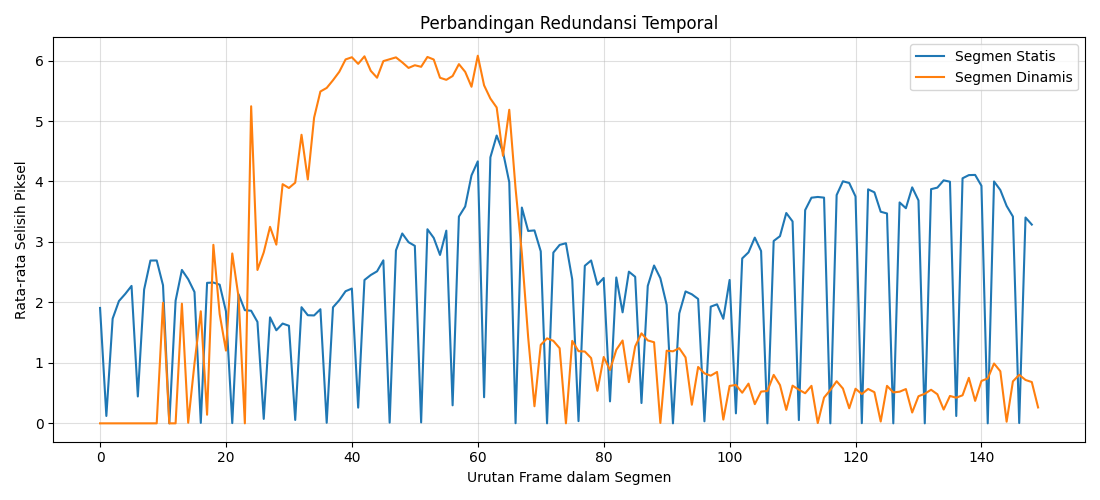 Perbandingan Redundansi Temporal
Segmen Statis
Segmen Dinamis
Rata-rata Selisih Piksel
6
5
4
3
2
1
0
0 20 40 60 80 100 120 140
Urutan Frame dalam Segmen